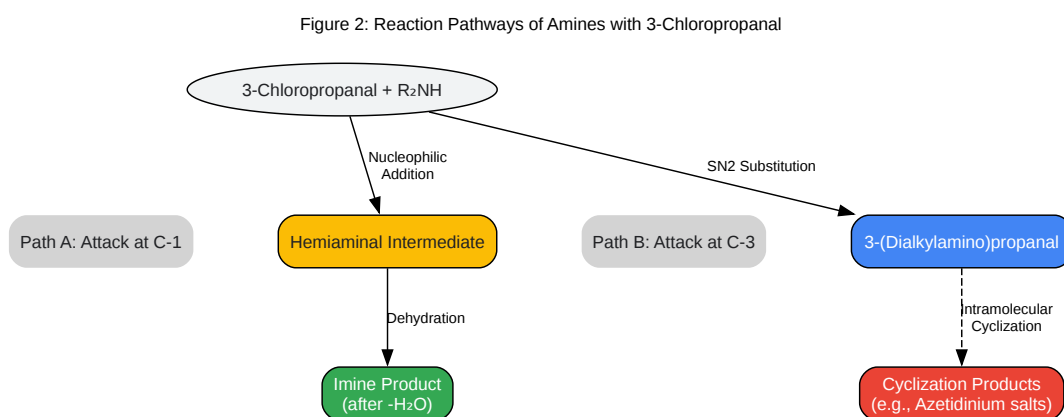 Figure 2: Reaction Pathways of Amines with 3-Chloropropanal
3-Chloropropanal + R₂NH
Nucleophilic
Addition
SN2 Substitution
Path A: Attack at C-1
Hemiaminal Intermediate
Path B: Attack at C-3
3-(Dialkylamino)propanal
Dehydration
Intramolecular
Cyclization
Imine Product
(after -H₂O)
Cyclization Products
(e.g., Azetidinium salts)